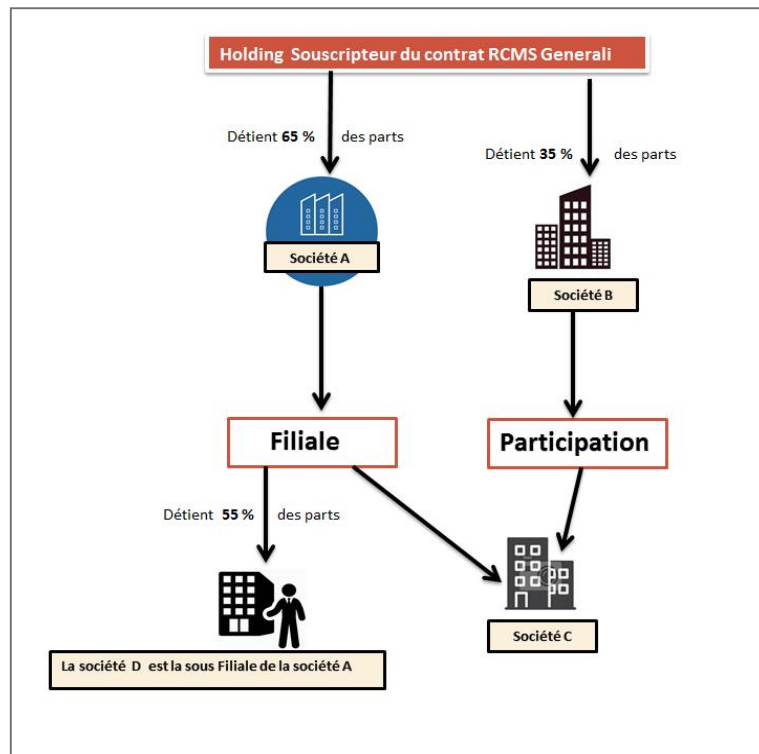 Holding Souscripteur du contrat RCMS Generali
Détient 65 % des parts
Détient 35 % des parts
Société A
Société B
Filiale
Participation
Détient 55 % des parts
Société C
La société D est la sous Filiale de la société A